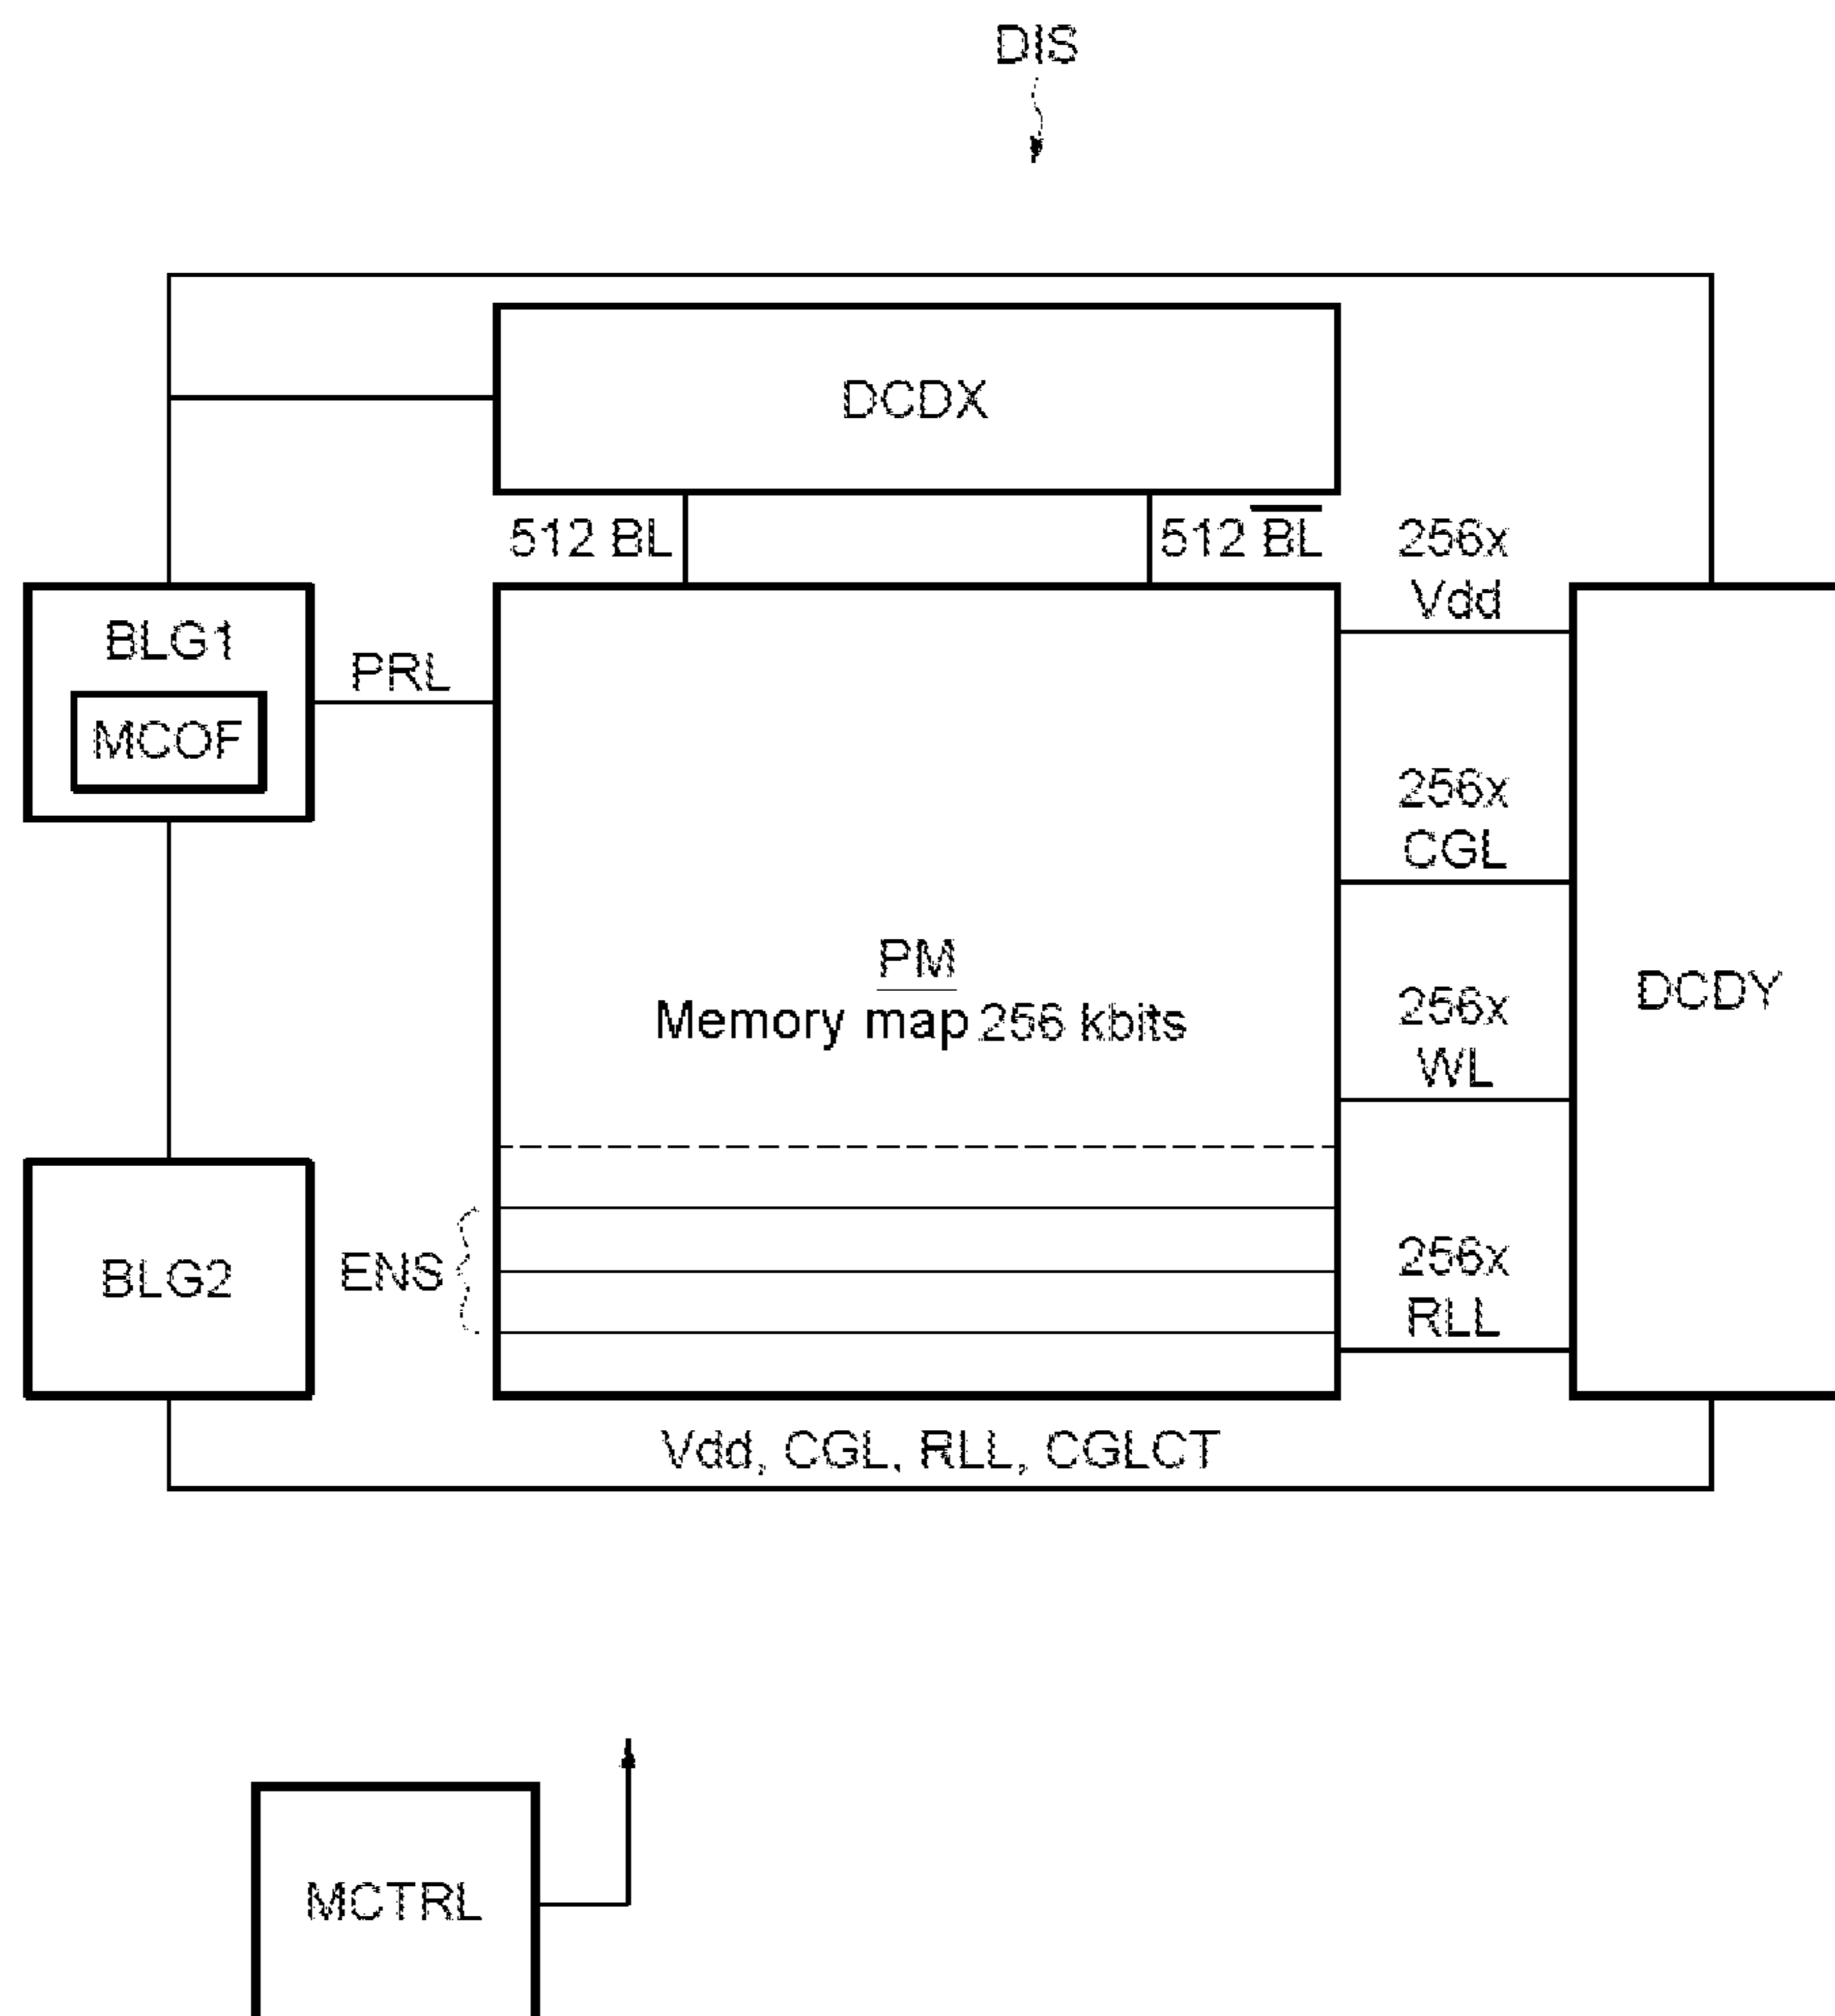 DIS
DCDX
512 BL
512 B̅L̅
256x
Vdd
BLG1
PRL
MCOF
256x
CGL
PM
Memory map 256 kbits
256x
WL
DCDY
BLG2
ENS
256x
RLL
Vdd, CGL, RLL, CGLCT
MCTRL